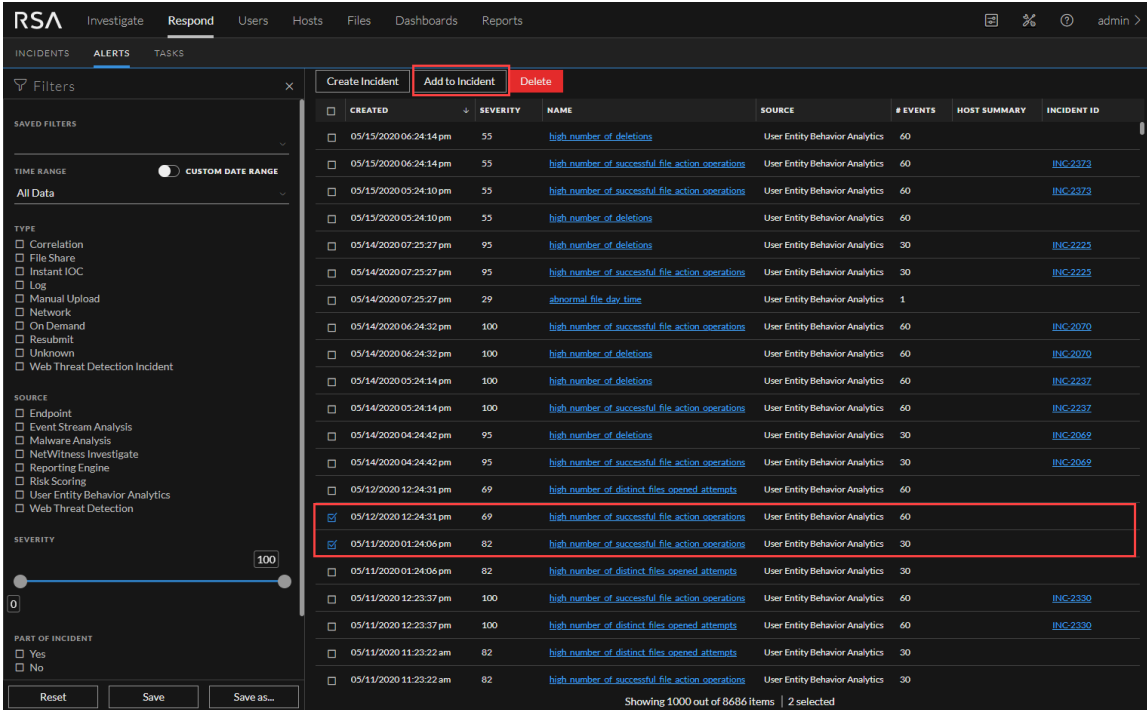 RSA Investigate Respond Users Hosts Files Dashboards Reports admin >
INCIDENTS ALERTS TASKS
Filters ×
SAVED FILTERS
TIME RANGE CUSTOM DATE RANGE
All Data
TYPE
Correlation
File Share
Instant IOC
Log
Manual Upload
Network
On Demand
Resubmit
Unknown
Web Threat Detection Incident
SOURCE
Endpoint
Event Stream Analysis
Malware Analysis
NetWitness Investigate
Reporting Engine
Risk Scoring
User Entity Behavior Analytics
Web Threat Detection
SEVERITY
100
0
PART OF INCIDENT
Yes
No
Reset Save Save as...
Create Incident Add to Incident Delete
CREATED ↓ SEVERITY NAME SOURCE # EVENTS HOST SUMMARY INCIDENT ID
05/15/2020 06:24:14 pm 55 high number of deletions User Entity Behavior Analytics 60
05/15/2020 06:24:14 pm 55 high number of successful file action operations User Entity Behavior Analytics 60 INC-2373
05/15/2020 05:24:10 pm 55 high number of successful file action operations User Entity Behavior Analytics 60 INC-2373
05/15/2020 05:24:10 pm 55 high number of deletions User Entity Behavior Analytics 60
05/14/2020 07:25:27 pm 95 high number of deletions User Entity Behavior Analytics 30 INC-2225
05/14/2020 07:25:27 pm 95 high number of successful file action operations User Entity Behavior Analytics 30 INC-2225
05/14/2020 07:25:27 pm 29 abnormal file day time User Entity Behavior Analytics 1
05/14/2020 06:24:32 pm 100 high number of successful file action operations User Entity Behavior Analytics 60 INC-2070
05/14/2020 06:24:32 pm 100 high number of deletions User Entity Behavior Analytics 60 INC-2070
05/14/2020 05:24:14 pm 100 high number of deletions User Entity Behavior Analytics 60 INC-2237
05/14/2020 05:24:14 pm 100 high number of successful file action operations User Entity Behavior Analytics 60 INC-2237
05/14/2020 04:24:42 pm 95 high number of deletions User Entity Behavior Analytics 30 INC-2069
05/14/2020 04:24:42 pm 95 high number of successful file action operations User Entity Behavior Analytics 30 INC-2069
05/12/2020 12:24:31 pm 69 high number of distinct files opened attempts User Entity Behavior Analytics 60
05/12/2020 12:24:31 pm 69 high number of successful file action operations User Entity Behavior Analytics 60
05/11/2020 01:24:06 pm 82 high number of successful file action operations User Entity Behavior Analytics 30
05/11/2020 01:24:06 pm 82 high number of distinct files opened attempts User Entity Behavior Analytics 30
05/11/2020 12:23:37 pm 100 high number of successful file action operations User Entity Behavior Analytics 60 INC-2330
05/11/2020 12:23:37 pm 100 high number of distinct files opened attempts User Entity Behavior Analytics 60 INC-2330
05/11/2020 11:23:22 am 82 high number of distinct files opened attempts User Entity Behavior Analytics 30
05/11/2020 11:23:22 am 82 high number of successful file action operations User Entity Behavior Analytics 30
Showing 1000 out of 8686 items | 2 selected